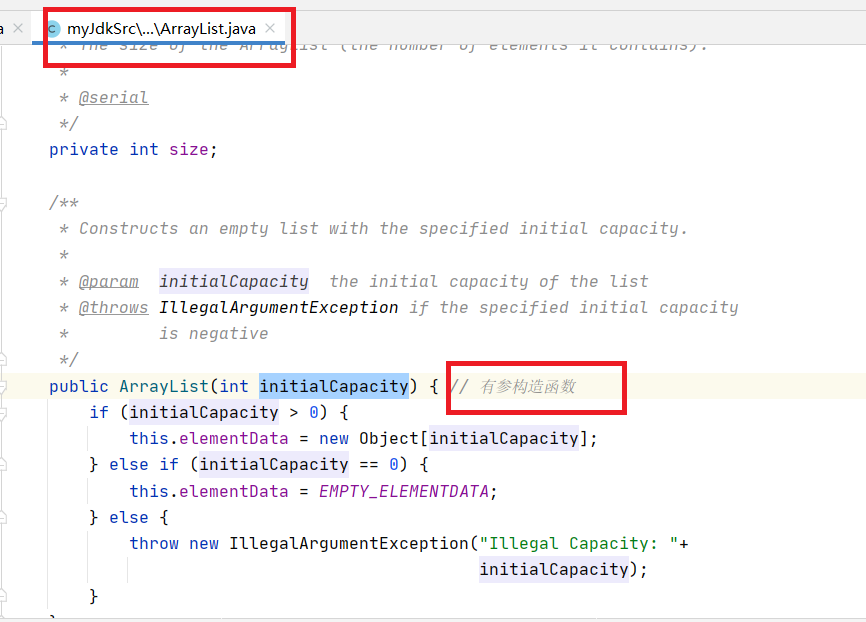 a ×
C myJdkSrc\...\ArrayList.java ×
* The size of the ArrayList (the number of elements it contains).
*
* @serial
*/
private int size;
/**
* Constructs an empty list with the specified initial capacity.
*
* @param initialCapacity the initial capacity of the list
* @throws IllegalArgumentException if the specified initial capacity
* is negative
*/
public ArrayList(int initialCapacity) { // 有参构造函数
if (initialCapacity > 0) {
this.elementData = new Object[initialCapacity];
} else if (initialCapacity == 0) {
this.elementData = EMPTY_ELEMENTDATA;
} else {
throw new IllegalArgumentException("Illegal Capacity: "+
initialCapacity);
}